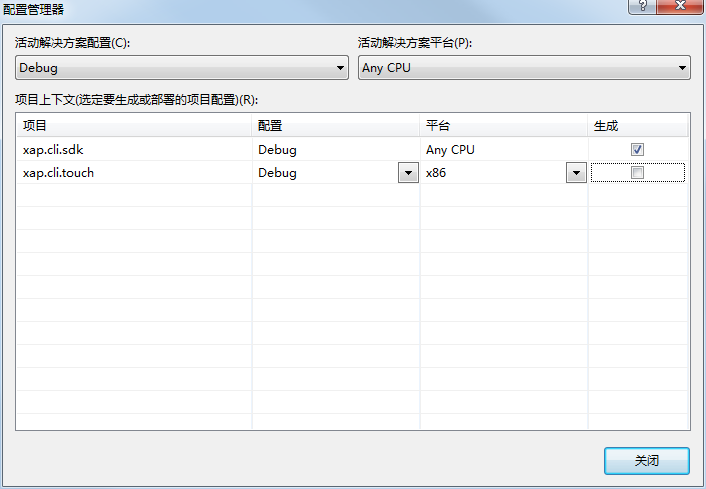 配置管理器
活动解决方案配置(C): 活动解决方案平台(P):
Debug Any CPU
项目上下文(选定要生成或部署的项目配置)(R):
项目 配置 平台 生成
xap.cli.sdk Debug Any CPU
xap.cli.touch Debug x86
关闭